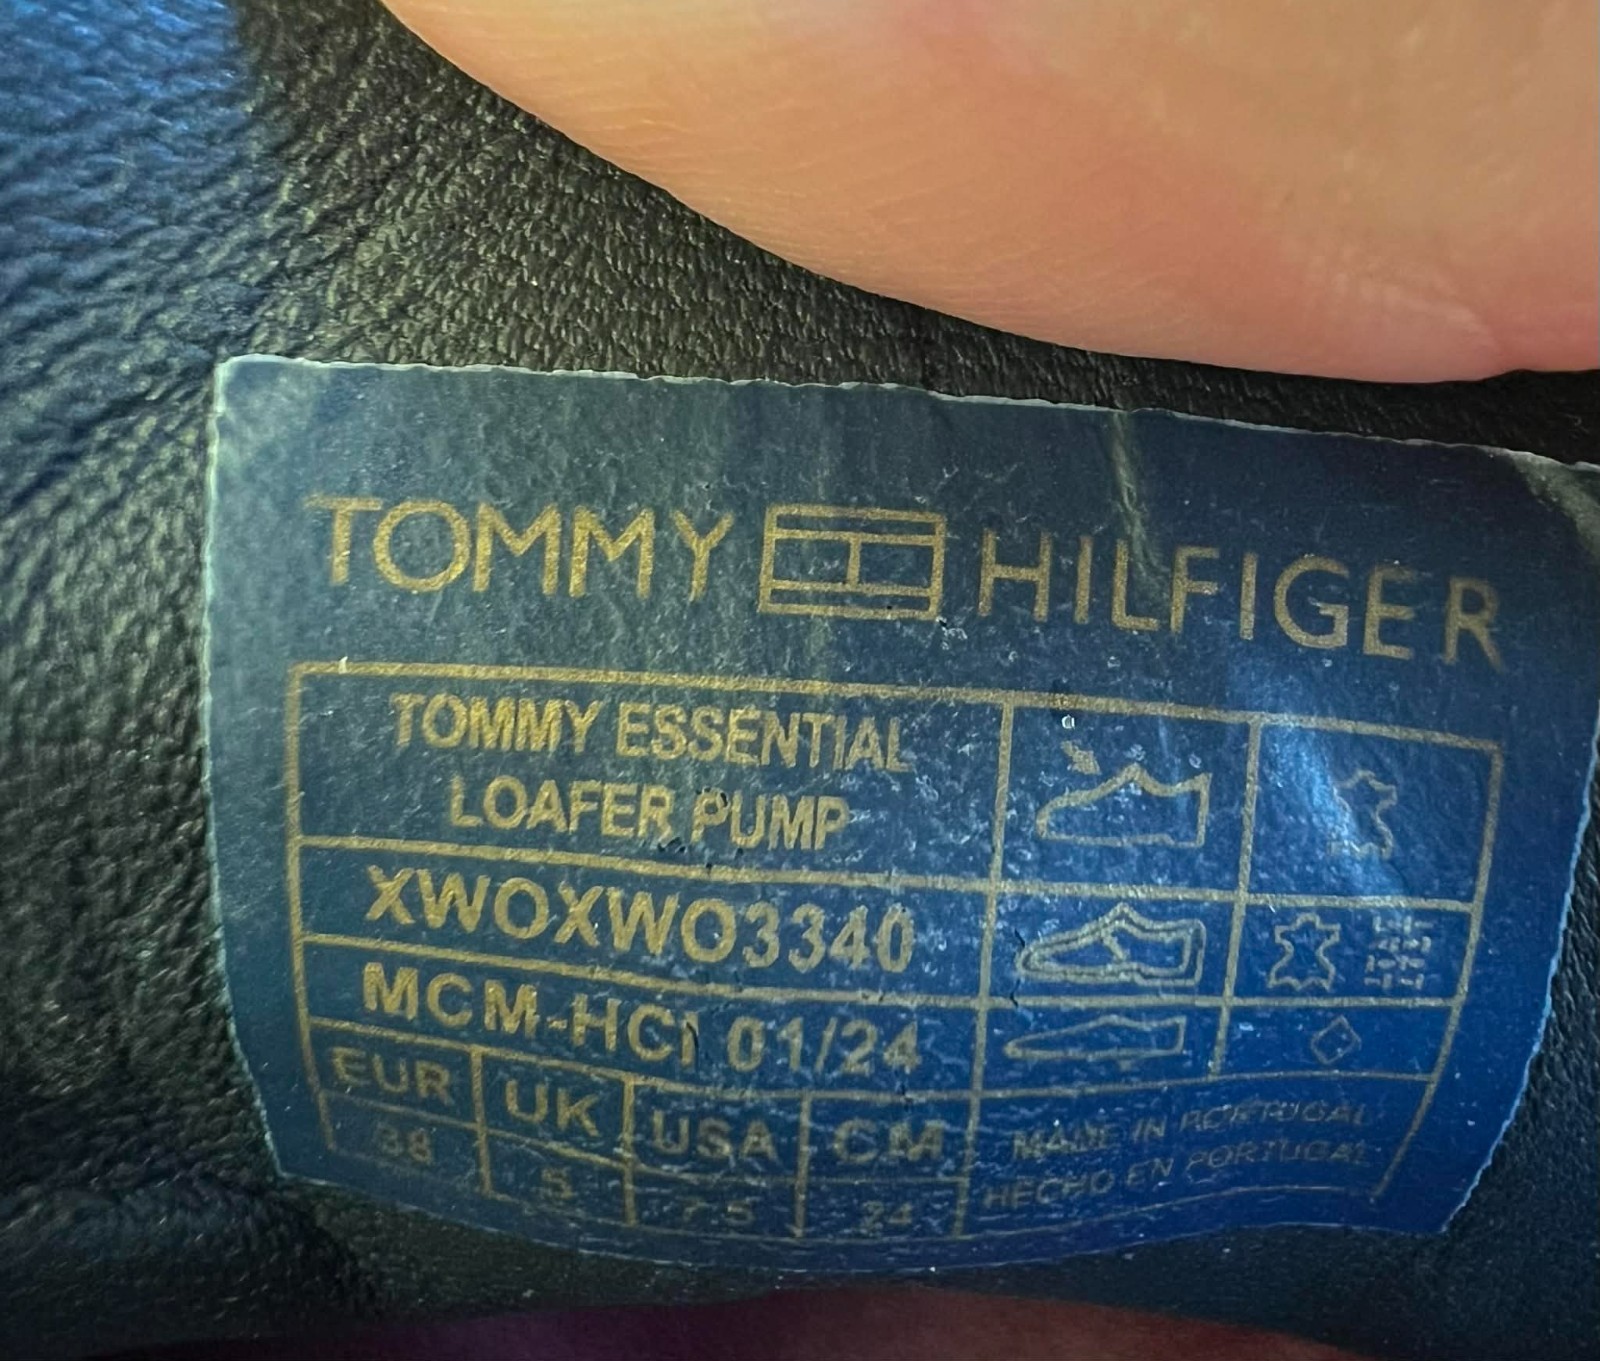 TOMMY HILFIGER
TOMMY ESSENTIAL
LOAFER PUMP
XW0XW03340
MCM-HCI 01/24
EUR UK USA CM
38 5 7.5 24
MADE IN PORTUGAL
HECHO EN PORTUGAL